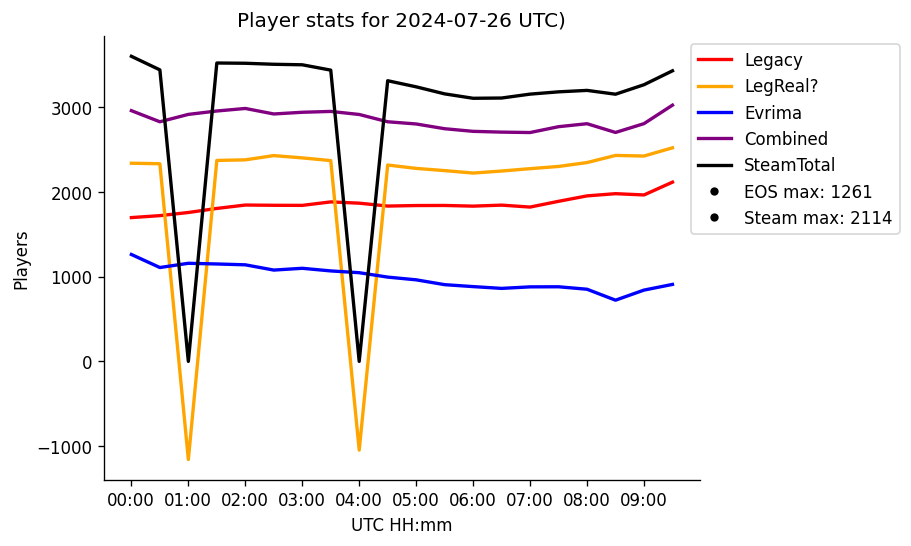 Player stats for 2024-07-26 UTC)
Legacy
LegReal?
Evrima
Combined
SteamTotal
EOS max: 1261
Steam max: 2114
Players
3000
2000
1000
0
−1000
00:00 01:00 02:00 03:00 04:00 05:00 06:00 07:00 08:00 09:00
UTC HH:mm